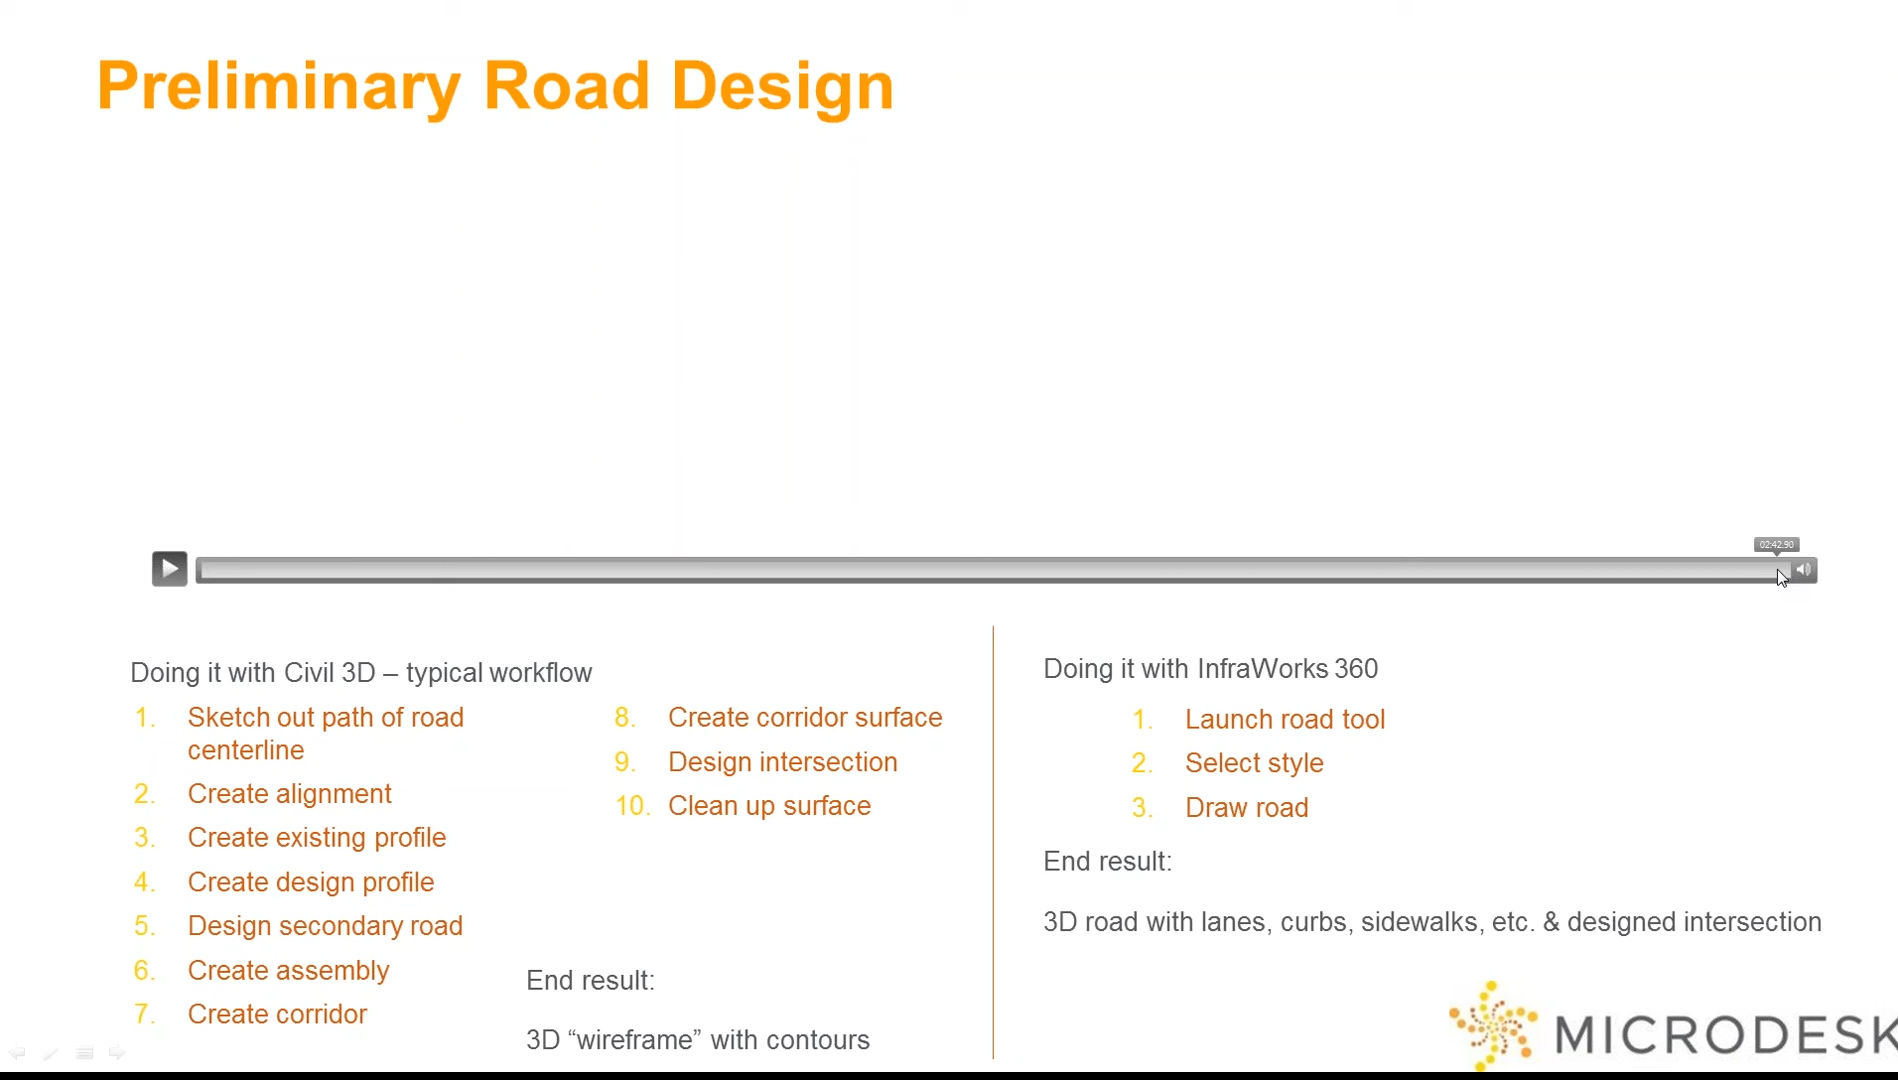 Preliminary Road Design
02:42.90
Doing it with Civil 3D – typical workflow
1. Sketch out path of road
centerline
2. Create alignment
3. Create existing profile
4. Create design profile
5. Design secondary road
6. Create assembly
7. Create corridor
8. Create corridor surface
9. Design intersection
10. Clean up surface
End result:
3D “wireframe” with contours
Doing it with InfraWorks 360
1. Launch road tool
2. Select style
3. Draw road
End result:
3D road with lanes, curbs, sidewalks, etc. & designed intersection
MICRODESK